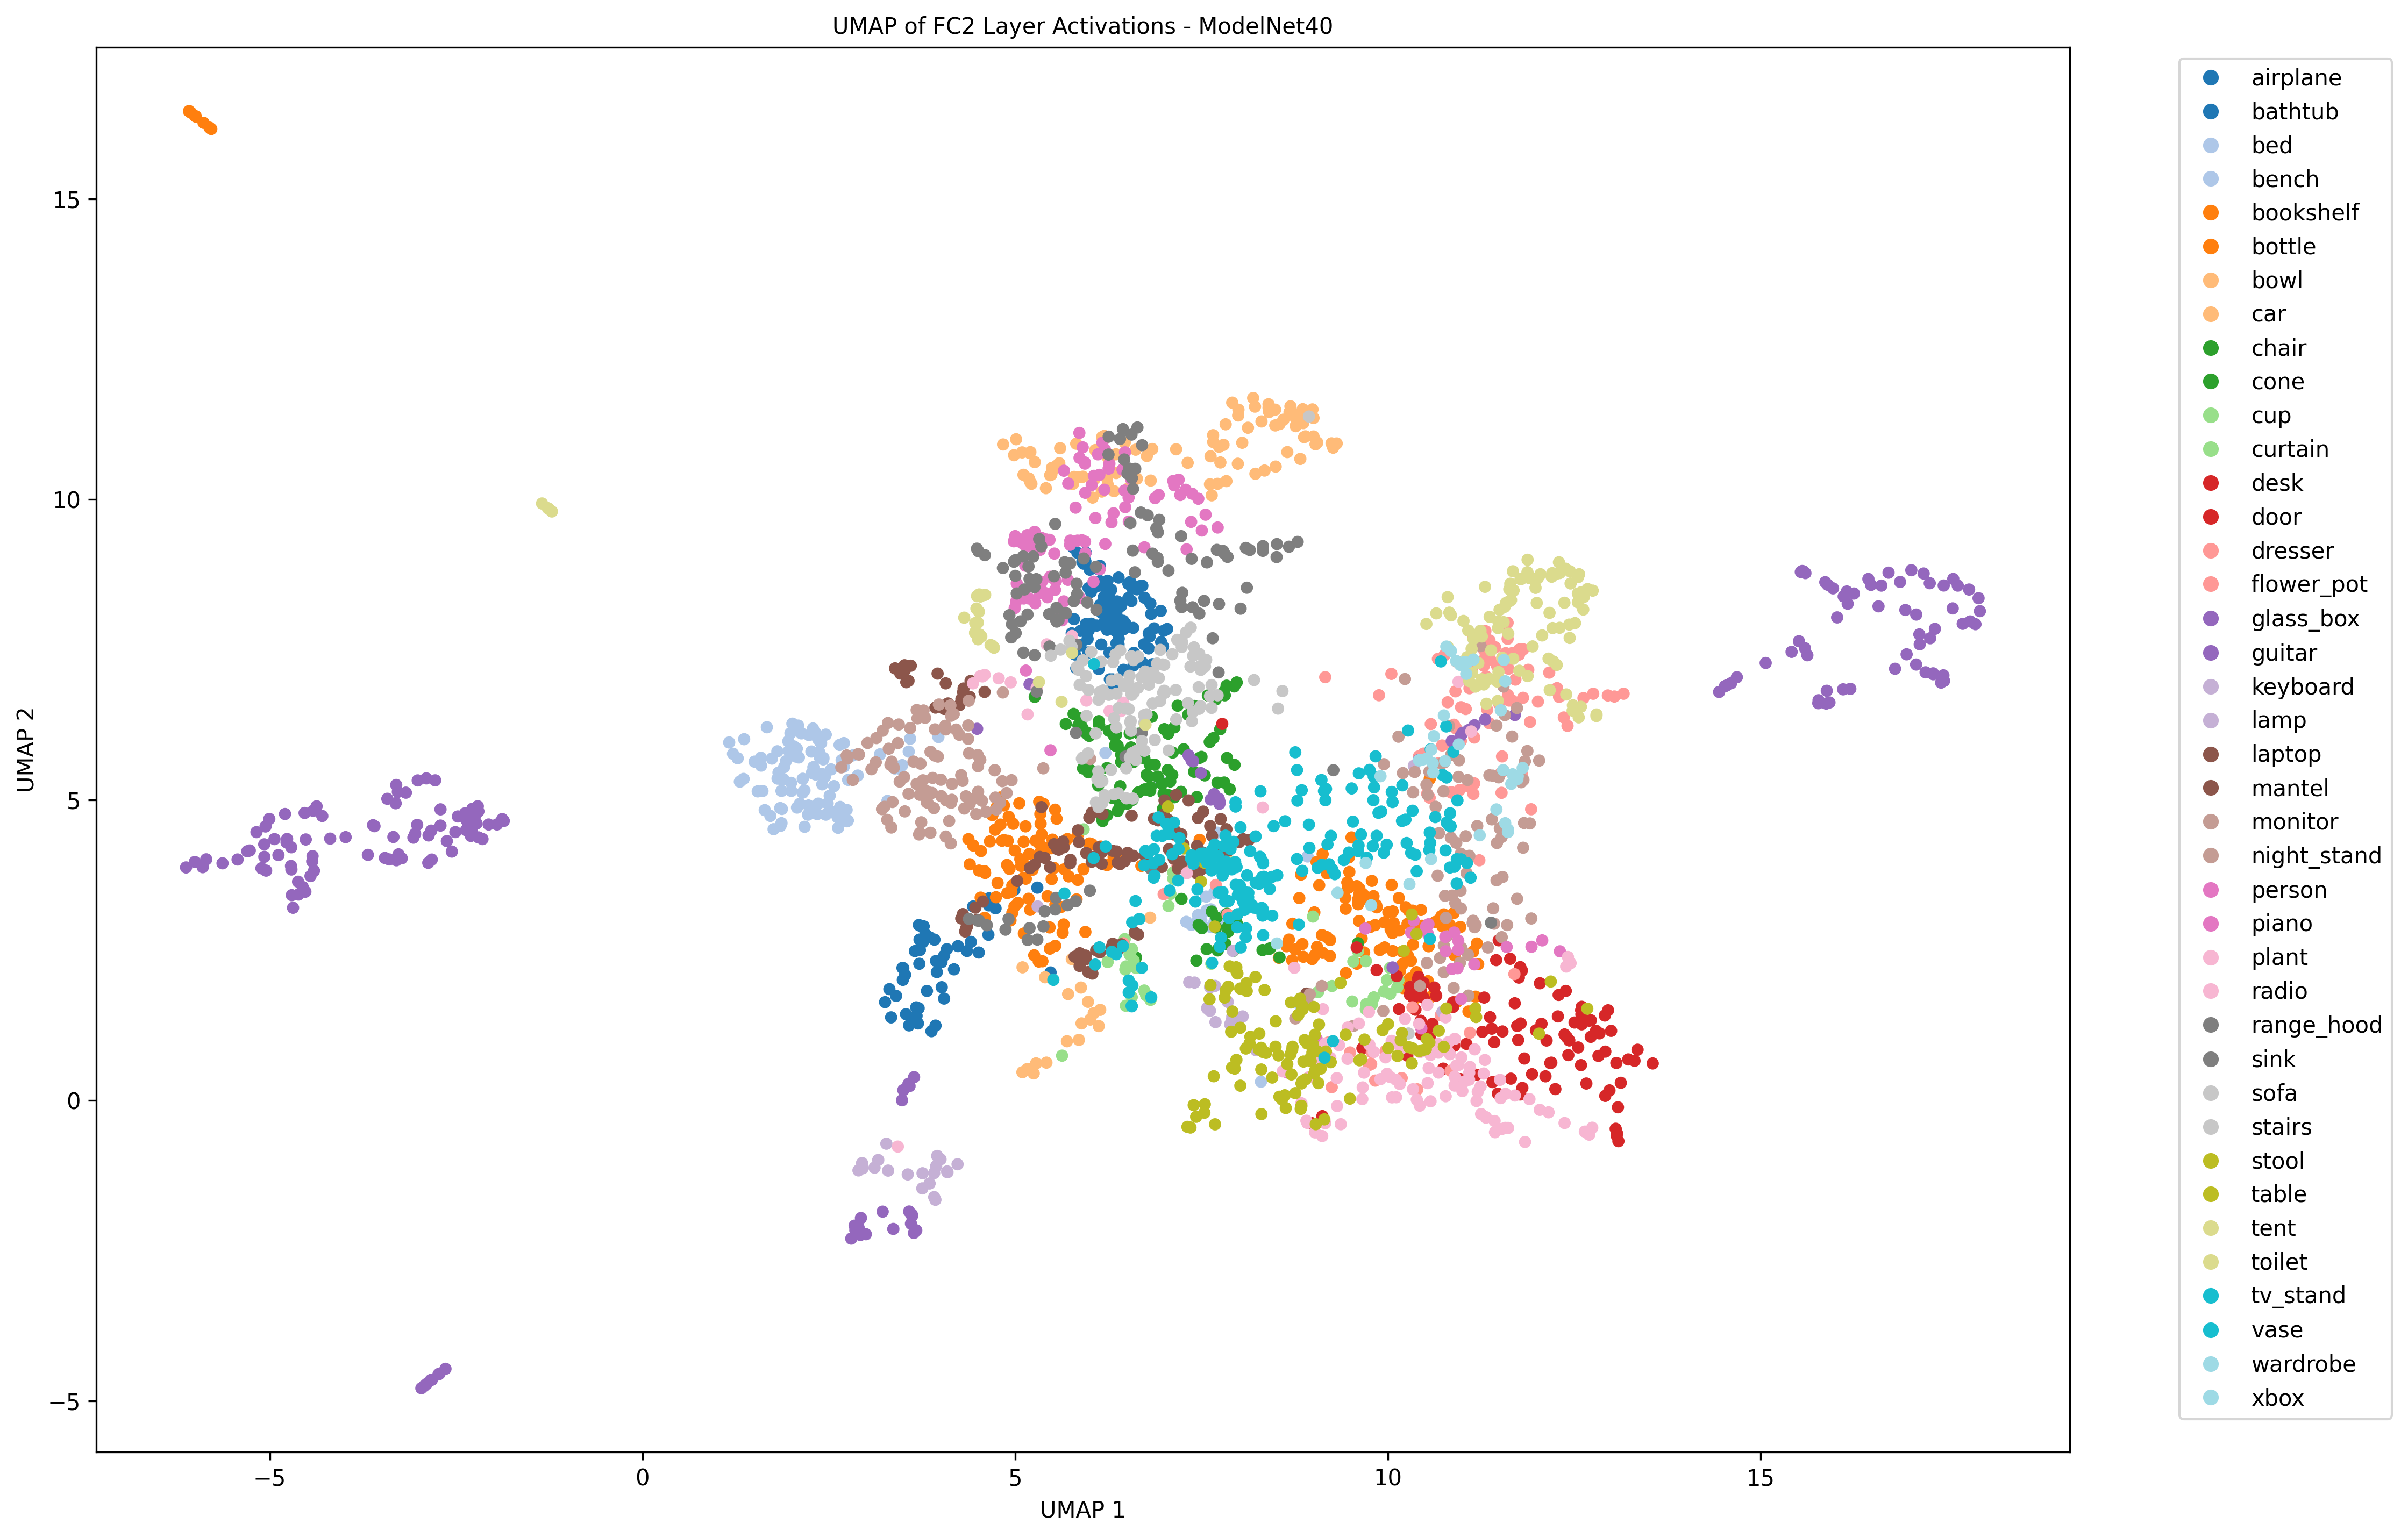 UMAP of FC2 Layer Activations - ModelNet40
15
10
5
0
−5
UMAP 2
−5
0
5
10
15
UMAP 1
airplane
bathtub
bed
bench
bookshelf
bottle
bowl
car
chair
cone
cup
curtain
desk
door
dresser
flower_pot
glass_box
guitar
keyboard
lamp
laptop
mantel
monitor
night_stand
person
piano
plant
radio
range_hood
sink
sofa
stairs
stool
table
tent
toilet
tv_stand
vase
wardrobe
xbox